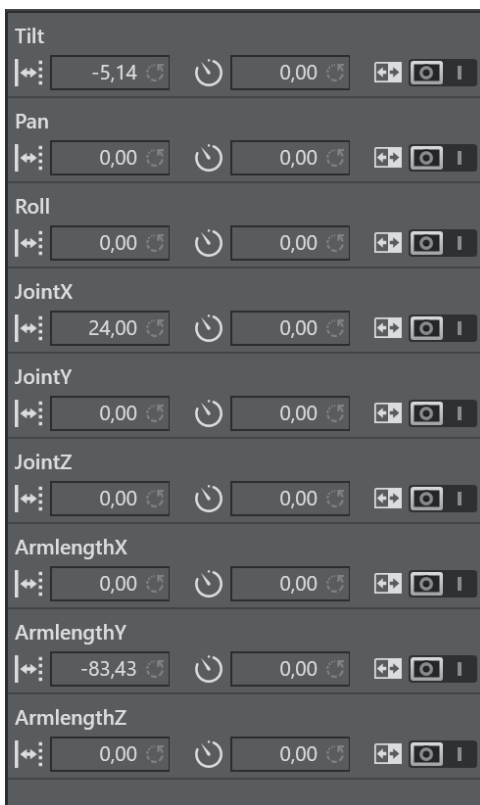 Tilt
-5,14 0,00
Pan
0,00 0,00
Roll
0,00 0,00
JointX
24,00 0,00
JointY
0,00 0,00
JointZ
0,00 0,00
ArmlengthX
0,00 0,00
ArmlengthY
-83,43 0,00
ArmlengthZ
0,00 0,00